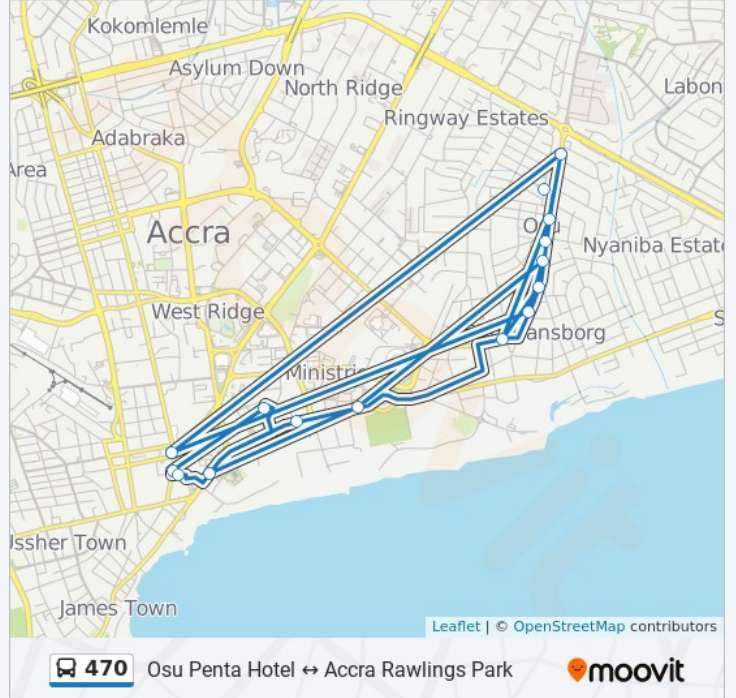 Kokomlemle
Asylum Down
North Ridge
Labon
Ringway Estates
Adabraka
Area
Accra
Nyaniba Estate
West Ridge
ansborg
Ministri
Ussher Town
James Town
Leaflet | © OpenStreetMap contributors
470 Osu Penta Hotel ↔ Accra Rawlings Park
moovit